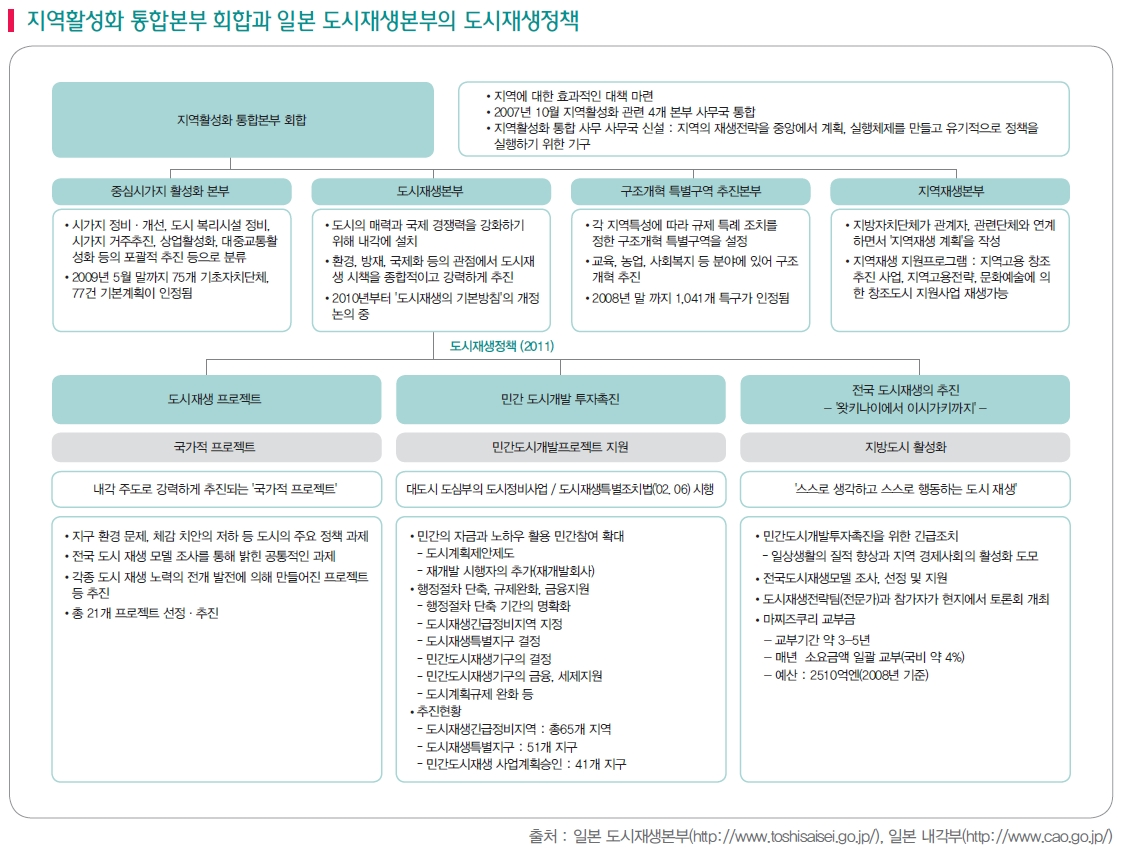 지역활성화 통합본부 회합과 일본 도시재생본부의 도시재생정책
지역활성화 통합본부 회합
• 지역에 대한 효과적인 대책 마련
• 2007년 10월 지역활성화 관련 4개 본부 사무국 통합
• 지역활성화 통합 사무 사무국 신설 : 지역의 재생전략을 중앙에서 계획, 실행체제를 만들고 유기적으로 정책을
실행하기 위한 기구
중심시가지 활성화 본부
• 시가지 정비 · 개선, 도시 복리시설 정비,
시가지 거주추진, 상업활성화, 대중교통활
성화 등의 포괄적 추진 등으로 분류
• 2009년 5월 말까지 75개 기초자치단체,
77건 기본계획이 인정됨
도시재생본부
• 도시의 매력과 국제 경쟁력을 강화하기
위해 내각에 설치
• 환경, 방재, 국제화 등의 관점에서 도시재
생 시책을 종합적이고 강력하게 추진
• 2010년부터 '도시재생의 기본방침'의 개정
논의 중
구조개혁 특별구역 추진본부
• 각 지역특성에 따라 규제 특례 조치를
정한 구조개혁 특별구역을 설정
• 교육, 농업, 사회복지 등 분야에 있어 구조
개혁 추진
• 2008년 말 까지 1,041개 특구가 인정됨
지역재생본부
• 지방자치단체가 관계자, 관련단체와 연계
하면서 '지역재생 계획'을 작성
• 지역재생 지원프로그램 : 지역고용 창조
추진 사업, 지역고용전략, 문화예술에 의
한 창조도시 지원사업 재생가능
도시재생정책 (2011)
도시재생 프로젝트
국가적 프로젝트
내각 주도로 강력하게 추진되는 '국가적 프로젝트'
• 지구 환경 문제, 체감 치안의 저하 등 도시의 주요 정책 과제
• 전국 도시 재생 모델 조사를 통해 밝힌 공통적인 과제
• 각종 도시 재생 노력의 전개 발전에 의해 만들어진 프로젝트
등 추진
• 총 21개 프로젝트 선정 · 추진
민간 도시개발 투자촉진
민간도시개발프로젝트 지원
대도시 도심부의 도시정비사업 / 도시재생특별조치법('02. 06) 시행
• 민간의 자금과 노하우 활용 민간참여 확대
- 도시계획제안제도
- 재개발 시행자의 추가(재개발회사)
• 행정절차 단축, 규제완화, 금융지원
- 행정절차 단축 기간의 명확화
- 도시재생긴급정비지역 지정
- 도시재생특별지구 결정
- 민간도시재생기구의 결정
- 민간도시재생기구의 금융, 세제지원
- 도시계획규제 완화 등
• 추진현황
- 도시재생긴급정비지역 : 총65개 지역
- 도시재생특별지구 : 51개 지구
- 민간도시재생 사업계획승인 : 41개 지구
전국 도시재생의 추진
– '왓키나이에서 이시가키까지' –
지방도시 활성화
'스스로 생각하고 스스로 행동하는 도시 재생'
• 민간도시개발투자촉진을 위한 긴급조치
- 일상생활의 질적 향상과 지역 경제사회의 활성화 도모
• 전국도시재생모델 조사, 선정 및 지원
• 도시재생전략팀(전문가)과 참가자가 현지에서 토론회 개최
• 마찌즈쿠리 교부금
– 교부기간 약 3–5년
– 매년 소요금액 일괄 교부(국비 약 4%)
– 예산 : 2510억엔(2008년 기준)
출처 : 일본 도시재생본부(http://www.toshisaisei.go.jp/), 일본 내각부(http://www.cao.go.jp/)